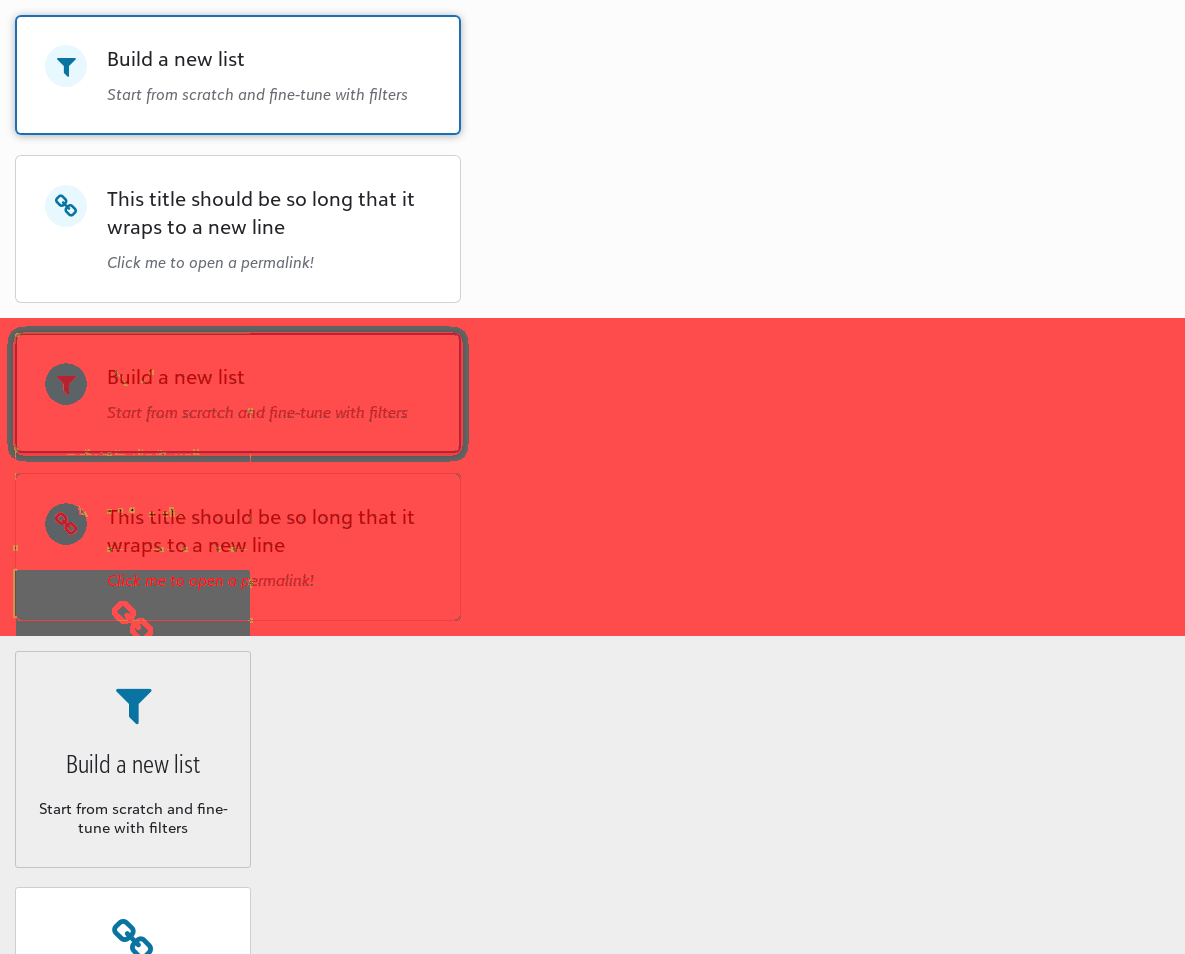 Build a new list
Start from scratch and fine-tune with filters
This title should be so long that it
wraps to a new line
Click me to open a permalink!
Build a new list
Start from scratch and fine-tune with filters
This title should be so long that it
wraps to a new line
Click me to open a permalink!
Build a new list
Start from scratch and fine-
tune with filters